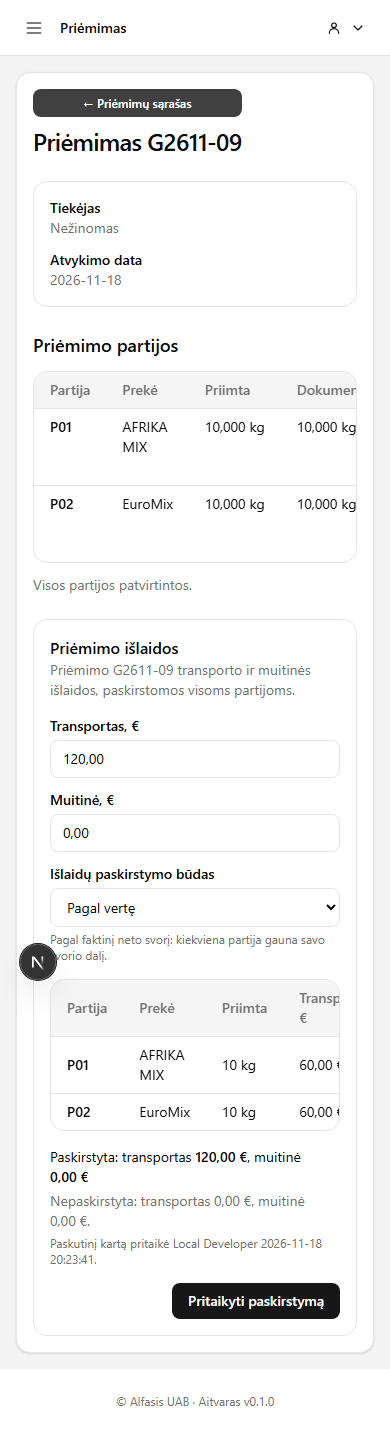 Priėmimas
← Priėmimų sąrašas
Priėmimas G2611-09
Tiekėjas
Nežinomas
Atvykimo data
2026-11-18
Priėmimo partijos
Partija Prekė Priimta Dokumen
P01 AFRIKA MIX 10,000 kg 10,000 kg
P02 EuroMix 10,000 kg 10,000 kg
Visos partijos patvirtintos.
Priėmimo išlaidos
Priėmimo G2611-09 transporto ir muitinės
išlaidos, paskirstomos visoms partijoms.
Transportas, €
120,00
Muitinė, €
0,00
Išlaidų paskirstymo būdas
Pagal vertę
Pagal faktinį neto svorį: kiekviena partija gauna savo
vorio dalį.
N
Partija Prekė Priimta Transp €
P01 AFRIKA MIX 10 kg 60,00 €
P02 EuroMix 10 kg 60,00 €
Paskirstyta: transportas 120,00 €, muitinė
0,00 €
Nepaskirstyta: transportas 0,00 €, muitinė
0,00 €.
Paskutinį kartą pritaikė Local Developer 2026-11-18
20:23:41.
Pritaikyti paskirstymą
© Alfasis UAB · Aitvaras v0.1.0